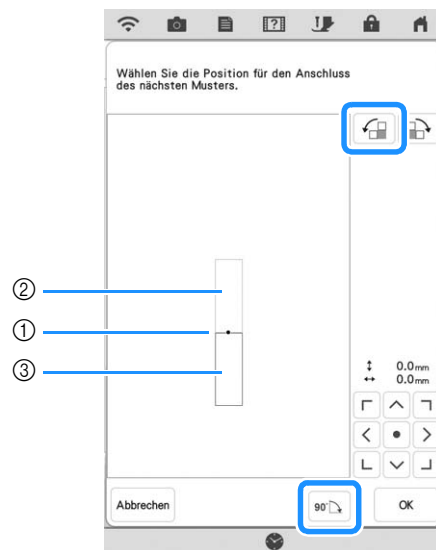 Wählen Sie die Position für den Anschluss
des nächsten Musters.
②
①
③
0.0mm
0.0mm
Abbrechen
90°
OK